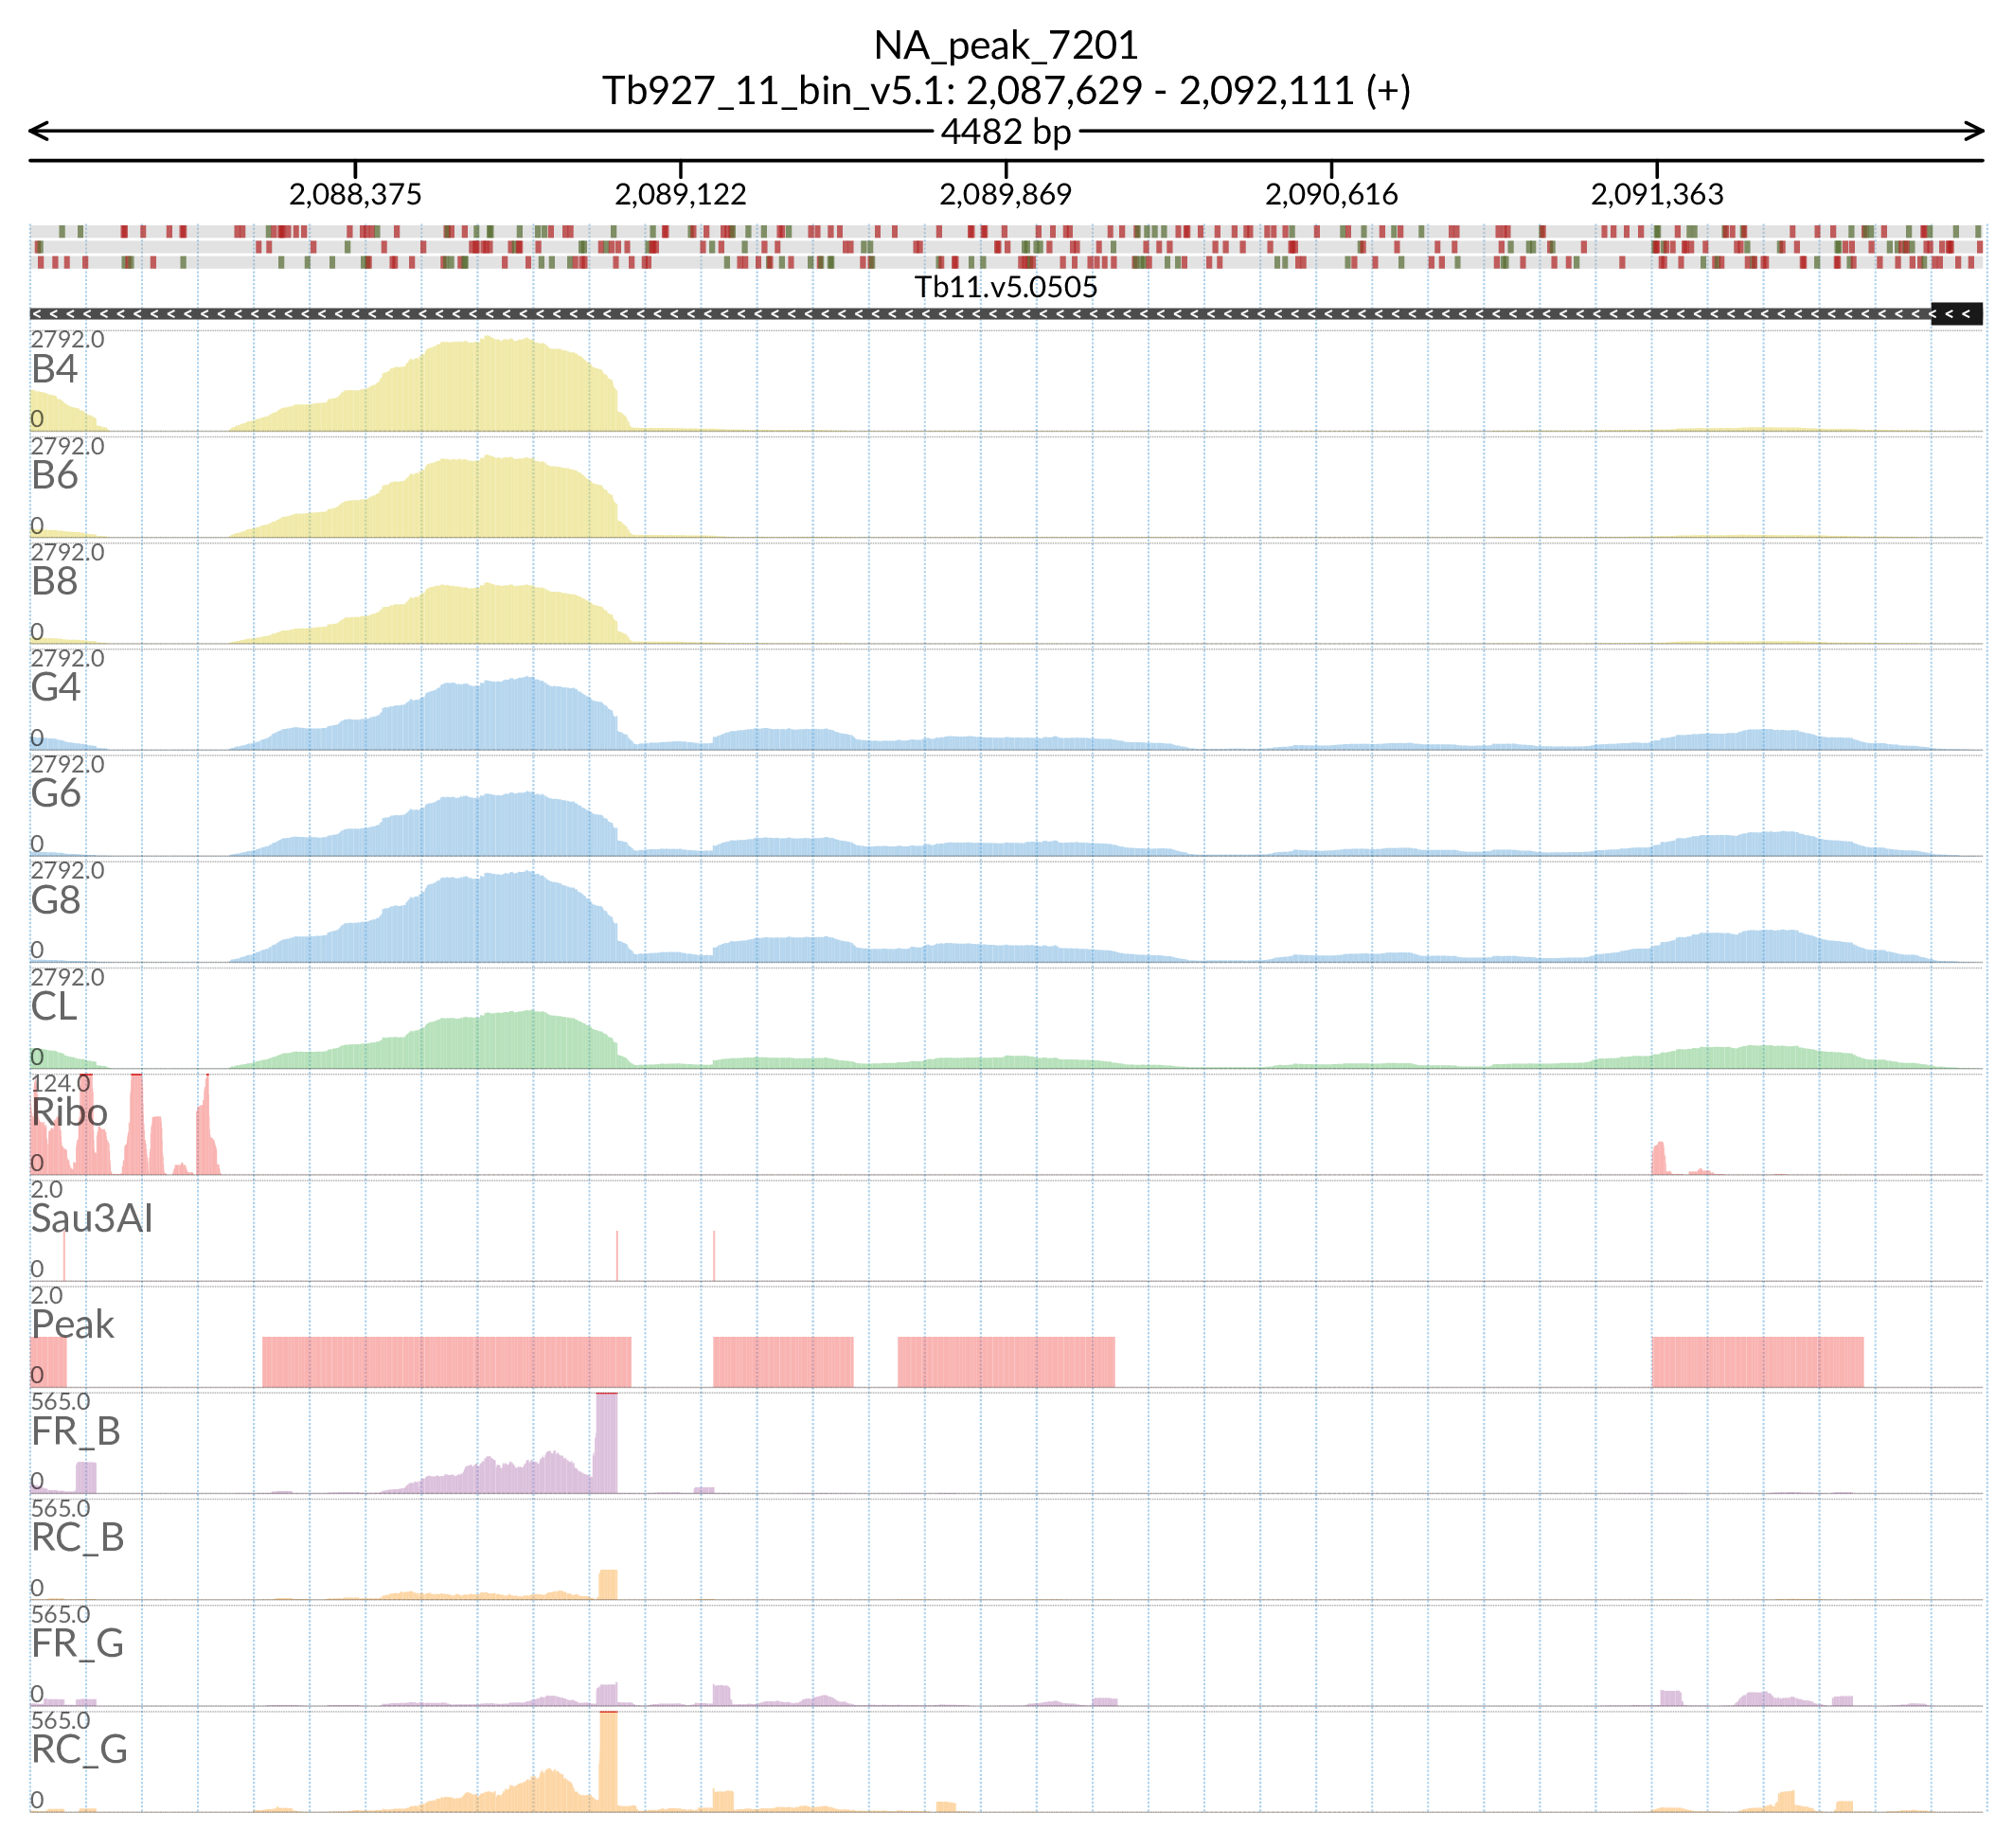 NA_peak_7201
Tb927_11_bin_v5.1: 2,087,629 - 2,092,111 (+)
4482 bp
2,088,375 2,089,122 2,089,869 2,090,616 2,091,363
Tb11.v5.0505
2792.0
B4
0
2792.0
B6
0
2792.0
B8
0
2792.0
G4
0
2792.0
G6
0
2792.0
G8
0
2792.0
CL
0
124.0
Ribo
0
2.0
Sau3AI
0
2.0
Peak
0
565.0
FR_B
0
565.0
RC_B
0
565.0
FR_G
0
565.0
RC_G
0